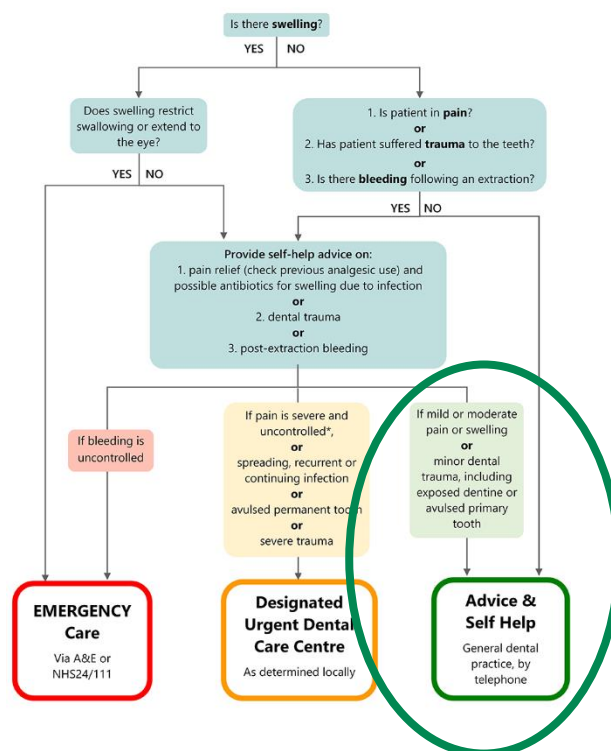 Is there swelling?
YES NO
Does swelling restrict
swallowing or extend to
the eye?
1. Is patient in pain?
or
2. Has patient suffered trauma to the teeth?
or
3. Is there bleeding following an extraction?
YES NO
YES NO
Provide self-help advice on:
1. pain relief (check previous analgesic use) and
possible antibiotics for swelling due to infection
or
2. dental trauma
or
3. post-extraction bleeding
If bleeding is
uncontrolled
If pain is severe and
uncontrolled*,
or
spreading, recurrent or
continuing infection
or
avulsed permanent tooth
or
severe trauma
If mild or moderate
pain or swelling
or
minor dental
trauma, including
exposed dentine or
avulsed primary
tooth
EMERGENCY
Care
Via A&E or
NHS24/111
Designated
Urgent Dental
Care Centre
As determined locally
Advice &
Self Help
General dental
practice, by
telephone